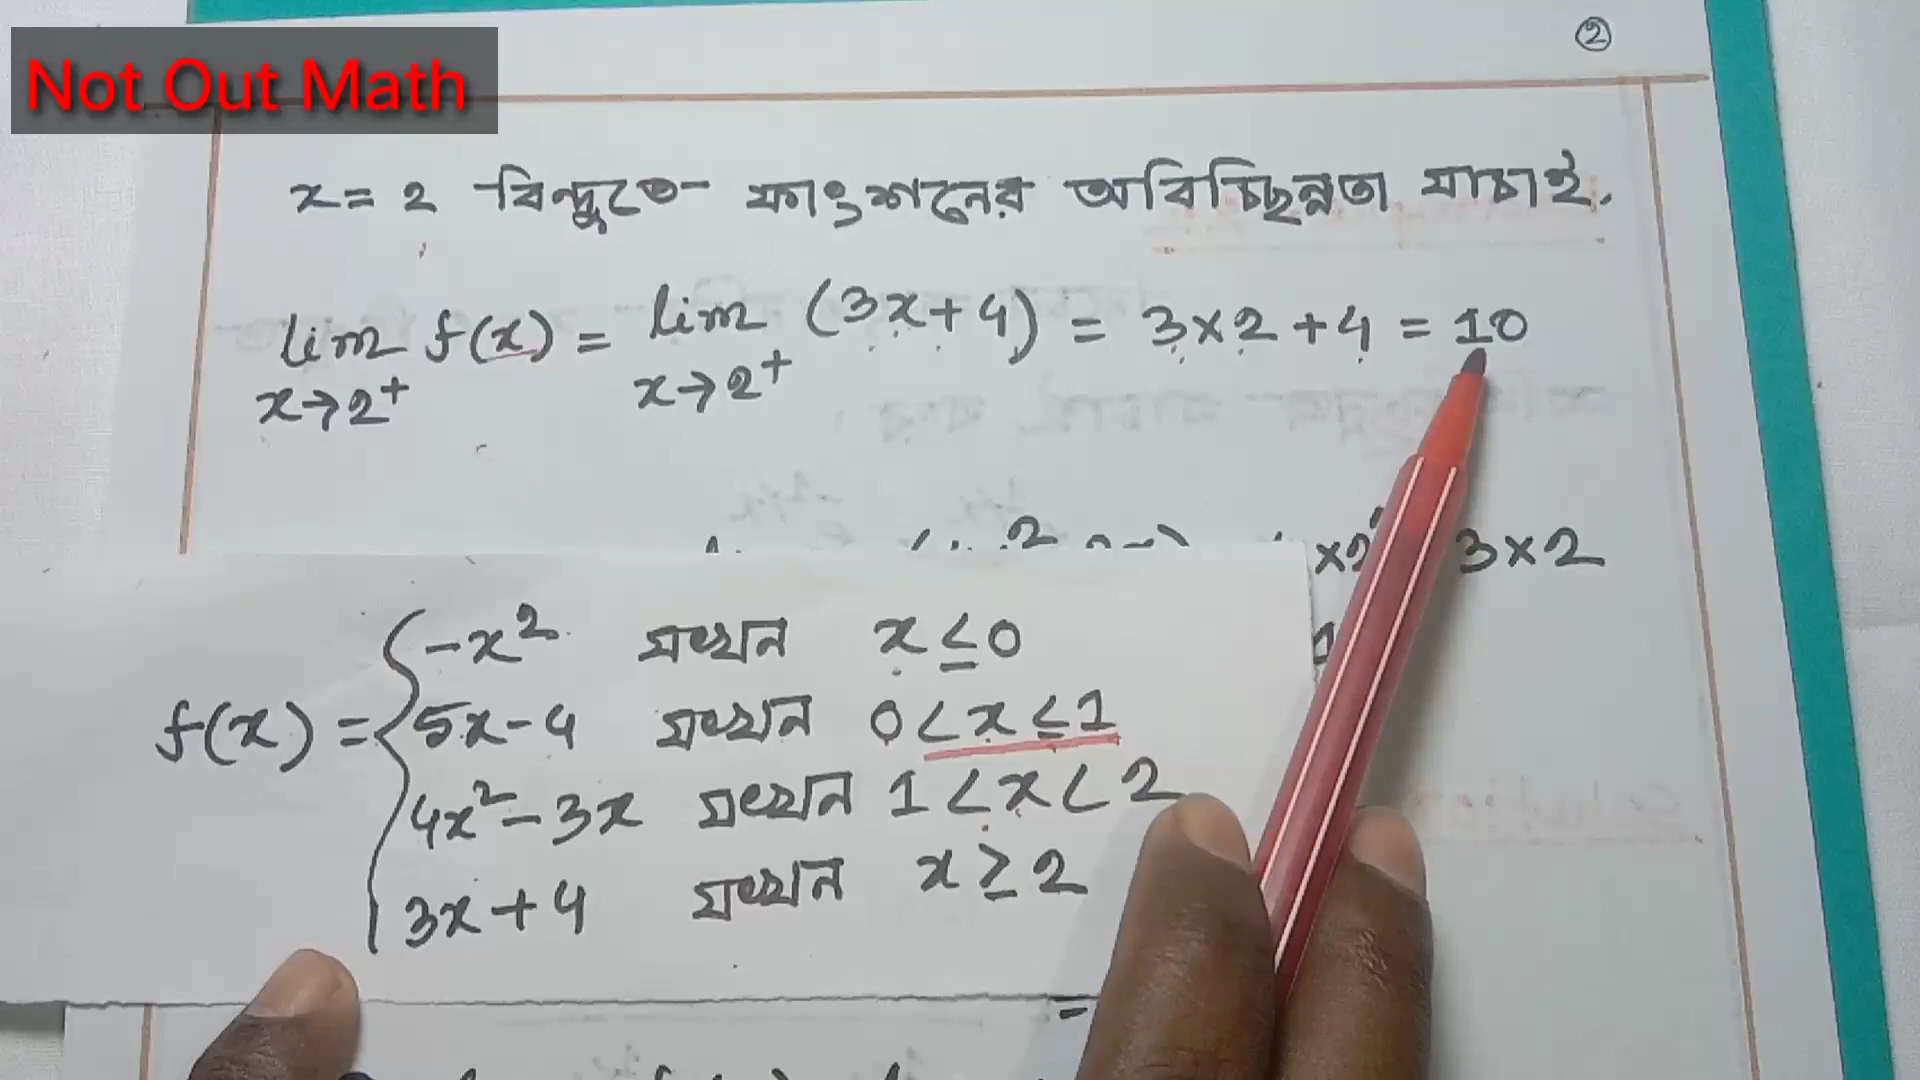 Not Out Math
②
x = 2 বিন্দুতে ফাংশনের অবিচ্ছিন্নতা যাচাই.
lim f(x) = lim (3x+4) = 3×2+4 = 10
x→2⁺ x→2⁺
×2² 3×2
f(x) = { -x² যখন x ≤ 0
5x-4 যখন 0 < x ≤ 1
4x²-3x যখন 1 < x < 2
3x+4 যখন x ≥ 2
=